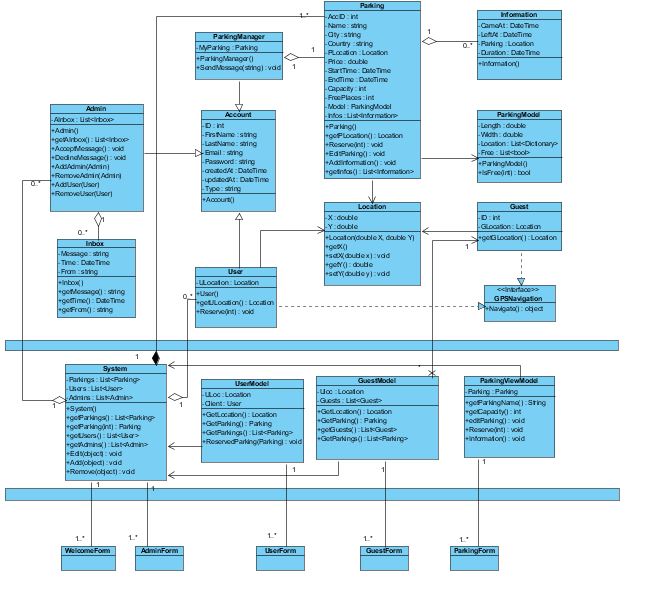 Parking
- AccID : int
- Name : string
- City : string
- Country : string
- PLocation : Location
- Price : double
- StartTime : DateTime
- EndTime : DateTime
- Capacity : int
- FreePlaces : int
- Model : ParkingModel
- Infos : List<Information>
+Parking()
+getPLocation() : Location
+Reserve(int) : void
+EditParking() : void
+AddInformation() : void
+getInfos() : List<Information>
Information
- CameAt : DateTime
- LeftAt : DateTime
- Parking : Location
- Duration : DateTime
+Information()
ParkingManager
- MyParking : Parking
+ParkingManager()
+SendMessage(string) : void
1..*
1
1
1
0..*
Admin
- AInbox : List<Inbox>
+Admin()
+getAInbox() : List<Inbox>
+AcceptMessage() : void
+DeclineMessage() : void
+AddAdmin(Admin)
+RemoveAdmin(Admin)
+AddUser(User)
+RemoveUser(User)
Account
- ID : int
- FirstName : string
- LastName : string
- Email : string
- Password : string
- createdAt : DateTime
- updatedAt : DateTime
- Type : string
+Account()
ParkingModel
- Length : double
- Width : double
- Location : List<Dictionary>
- Free : List<bool>
+ParkingModel()
+IsFree(int) : bool
0..*
1
0..*
Inbox
- Message : string
- Time : DateTime
- From : string
+Inbox()
+getMessage() : string
+getTime() : DateTime
+getFrom() : string
Location
- X : double
- Y : double
+Location(double X, double Y)
+getX()
+setX(double x) : void
+getY() : double
+setY(double y) : void
Guest
- ID : int
- GLocation : Location
+getGLocation() : Location
1
User
- ULocation : Location
+User()
+getULocation() : Location
+Reserve(int) : void
0..*
<<Interface>>
GPSNavigation
+Navigate() : object
1
System
- Parkings : List<Parking>
- Users : List<User>
- Admins : List<Admin>
+System()
+getParkings() : List<Parking>
+getParking(int) : Parking
+getUsers() : List<User>
+getAdmins() : List<Admin>
+Edit(object) : void
+Add(object) : void
+Remove(object) : void
1
1
UserModel
- ULoc : Location
- Client : User
+GetLocation() : Location
+GetParking() : Parking
+GetParkings() : List<Parking>
+ReservedParking(Parking) : void
GuestModel
- Uloc : Location
- Guests : List<Guest>
+GetLocation() : Location
+GetParking() : Parking
+getGuests() : List<Guest>
+GetParkings() : List<Parking>
*
ParkingViewModel
- Parking : Parking
+getParkingName() : String
+getCapacity() : int
+editParking() : void
+Reserve(int) : void
+Information() : void
1
1
1
1
1
1..*
1..*
1..*
1..*
1..*
WelcomeForm
AdminForm
UserForm
GuestForm
ParkingForm